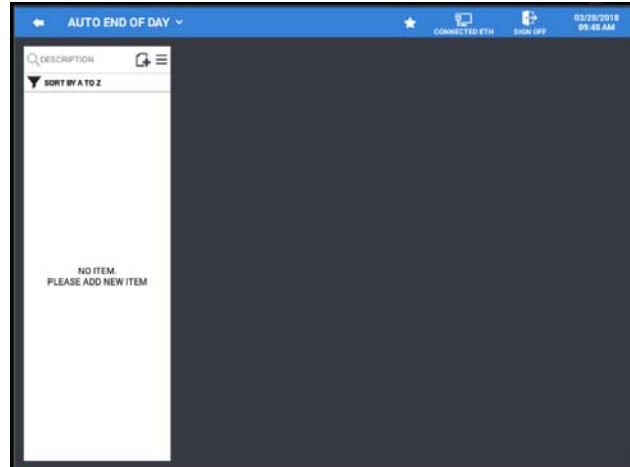 AUTO END OF DAY
CONNECTED ETH
SIGN OFF
03/28/2018
09:45 AM
DESCRIPTION
SORT BY A TO Z
NO ITEM.
PLEASE ADD NEW ITEM